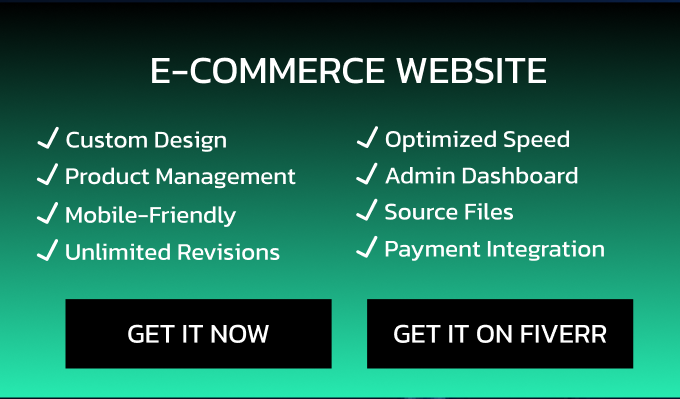 E-COMMERCE WEBSITE
Custom Design
Product Management
Mobile-Friendly
Unlimited Revisions
Optimized Speed
Admin Dashboard
Source Files
Payment Integration
GET IT NOW
GET IT ON FIVERR